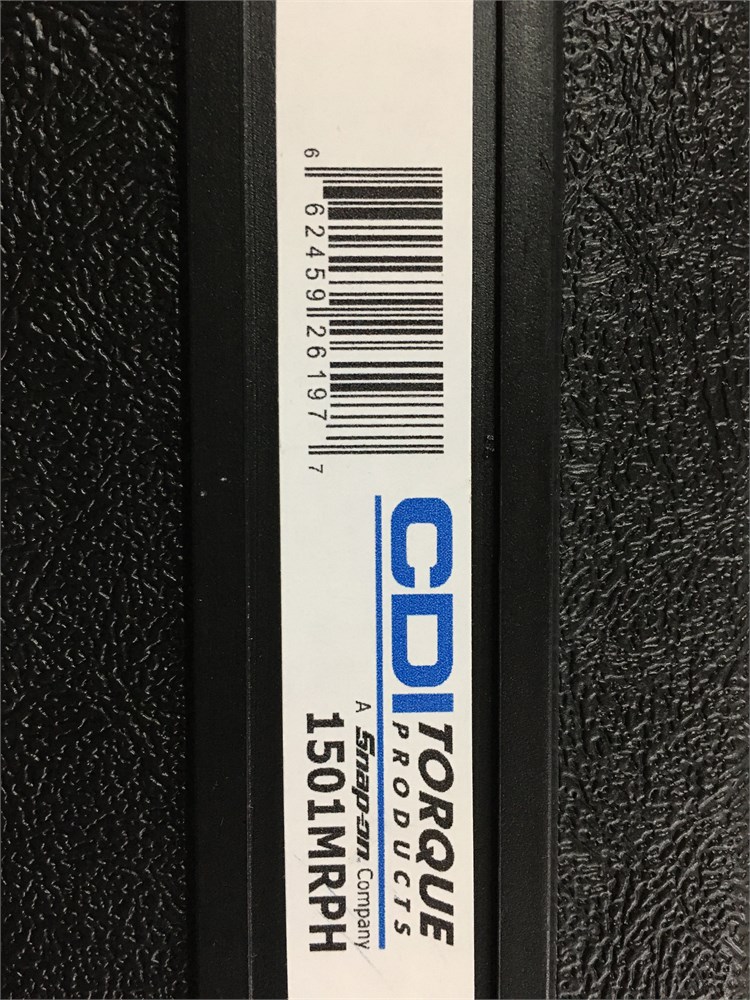 6 62459 26197 7
CDI TORQUE
PRODUCTS
A Snap-on Company
1501MRPH